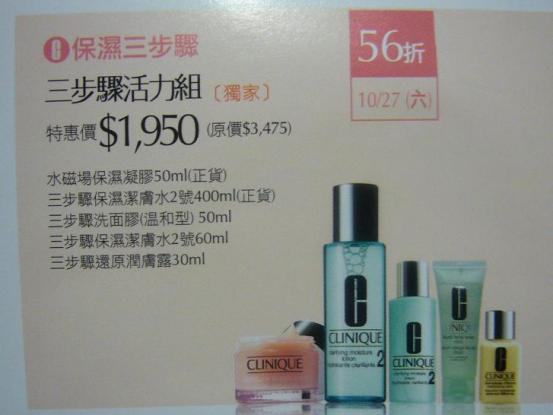 C 保濕三步驟
56折
三步驟活力組〔獨家〕
10/27 (六)
特惠價$1,950 (原價$3,475)
水磁場保濕凝膠50ml(正貨)
三步驟保濕潔膚水2號400ml(正貨)
三步驟洗面膠(温和型) 50ml
三步驟保濕潔膚水2號60ml
三步驟還原潤膚露30ml
CLINIQUE
CLINIQUE
clarifying moisture
lotion
2
CLINIQUE
2
CLINIQUE